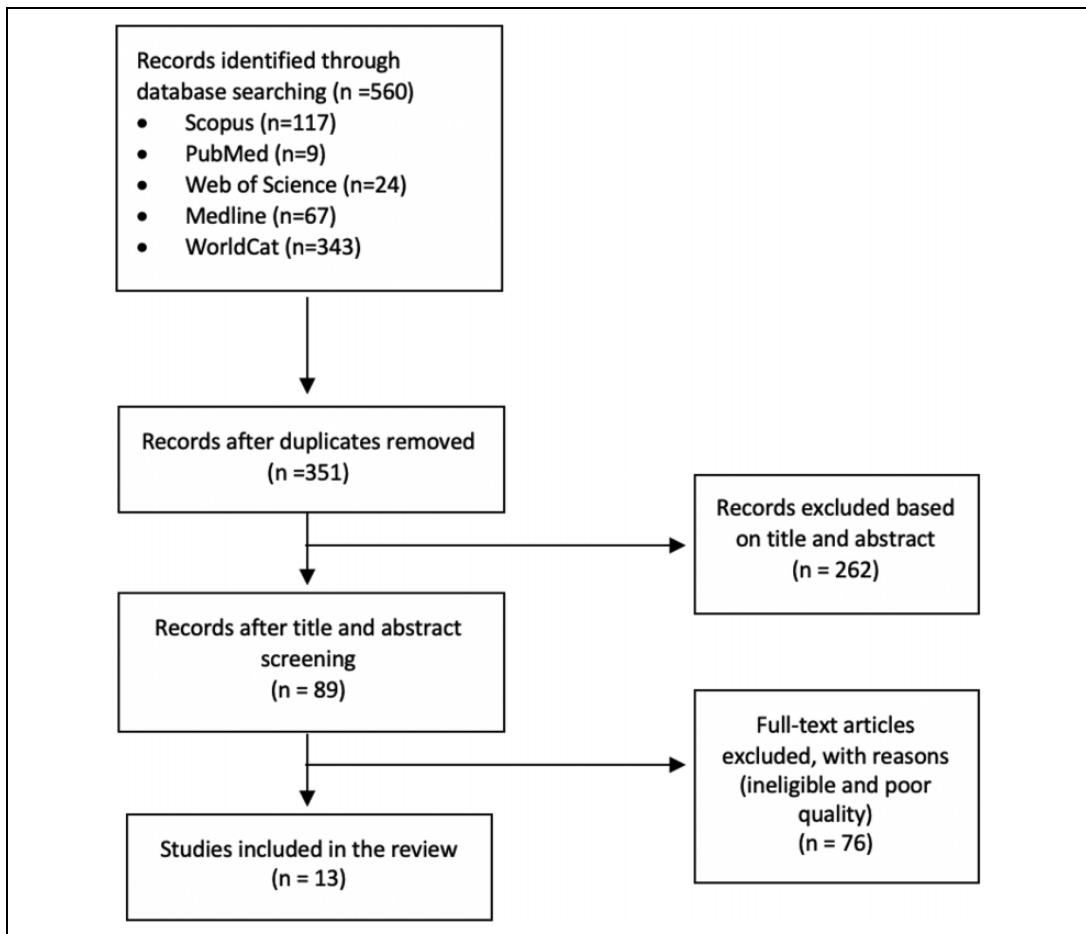 Records identified through
database searching (n =560)
• Scopus (n=117)
• PubMed (n=9)
• Web of Science (n=24)
• Medline (n=67)
• WorldCat (n=343)
Records after duplicates removed
(n =351)
Records excluded based
on title and abstract
(n = 262)
Records after title and abstract
screening
(n = 89)
Full-text articles
excluded, with reasons
(ineligible and poor
quality)
(n = 76)
Studies included in the review
(n = 13)